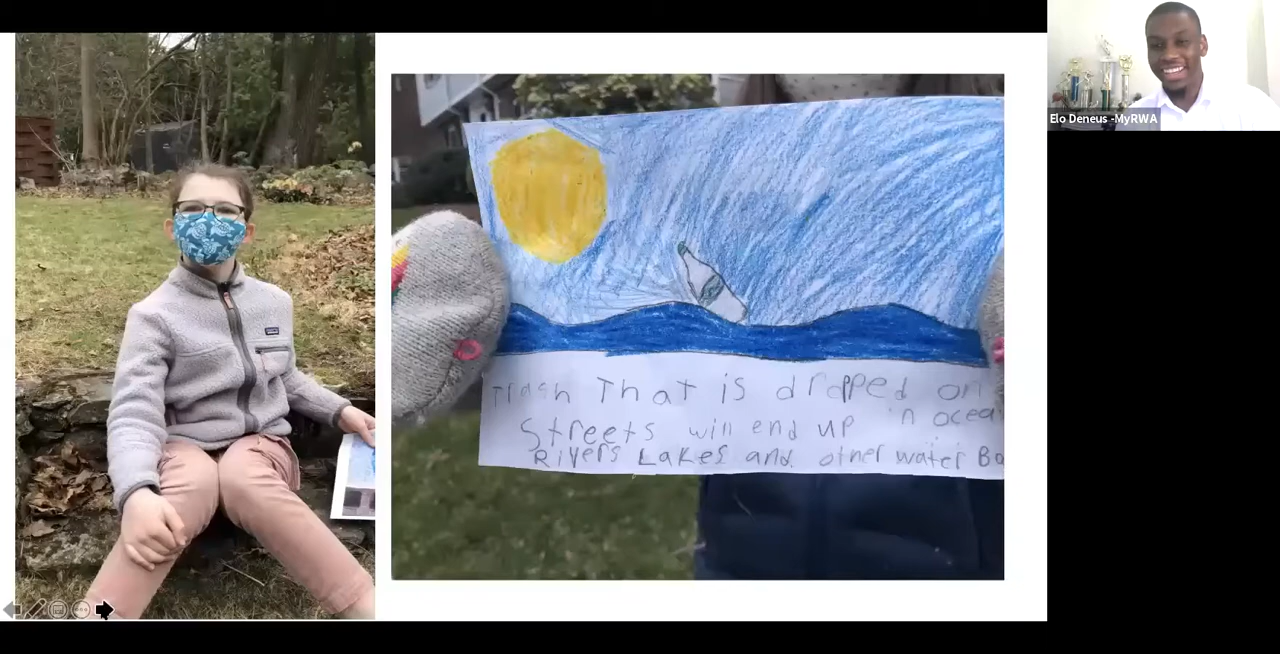 Elo Deneus -MyRWA
Trash That is dropped on
Streets will end up in ocea
Rivers Lakes and other water Bo